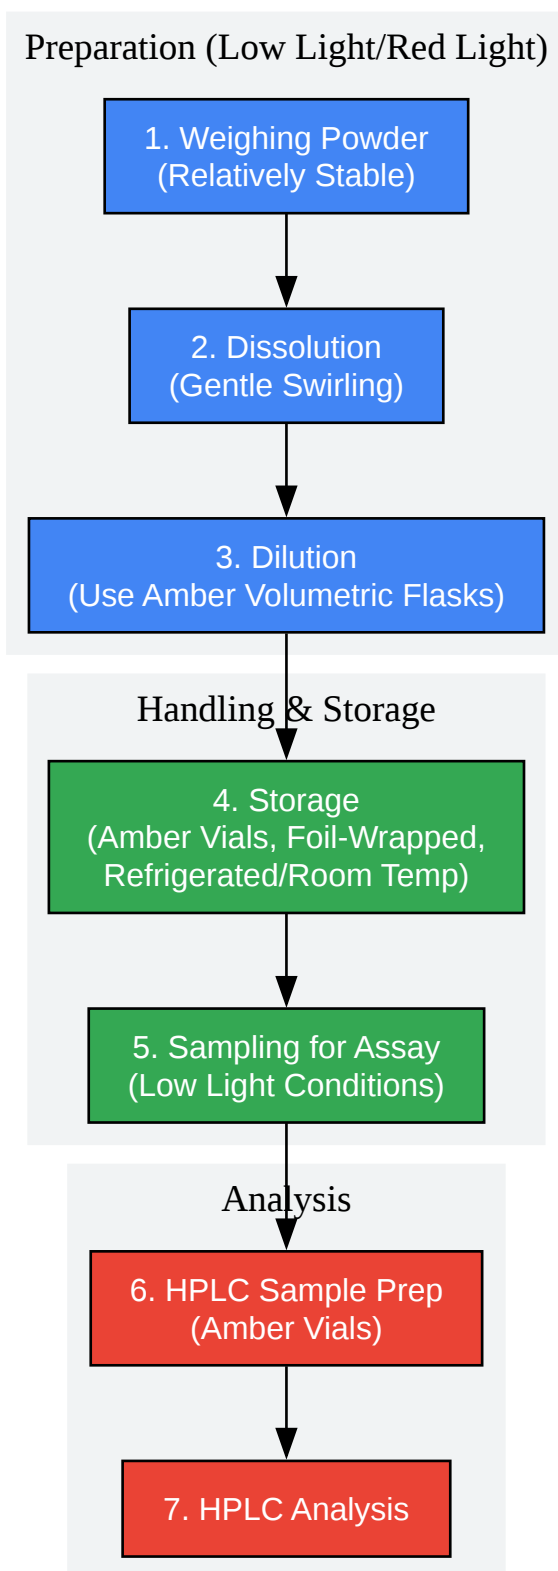 Preparation (Low Light/Red Light)
1. Weighing Powder
(Relatively Stable)
2. Dissolution
(Gentle Swirling)
3. Dilution
(Use Amber Volumetric Flasks)
Handling & Storage
4. Storage
(Amber Vials, Foil-Wrapped,
Refrigerated/Room Temp)
5. Sampling for Assay
(Low Light Conditions)
Analysis
6. HPLC Sample Prep
(Amber Vials)
7. HPLC Analysis